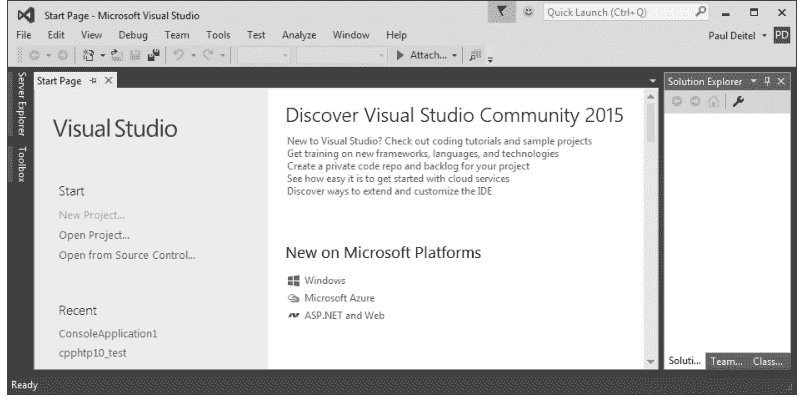 Start Page - Microsoft Visual Studio
Quick Launch (Ctrl+Q)
File Edit View Debug Team Tools Test Analyze Window Help
Paul Deitel PD
Attach...
Server Explorer
Toolbox
Start Page
Solution Explorer
Visual Studio
Start
New Project...
Open Project...
Open from Source Control...
Recent
ConsoleApplication1
cpphtp10_test
Discover Visual Studio Community 2015
New to Visual Studio? Check out coding tutorials and sample projects
Get training on new frameworks, languages, and technologies
Create a private code repo and backlog for your project
See how easy it is to get started with cloud services
Discover ways to extend and customize the IDE
New on Microsoft Platforms
Windows
Microsoft Azure
ASP.NET and Web
Soluti... Team... Class...
Ready